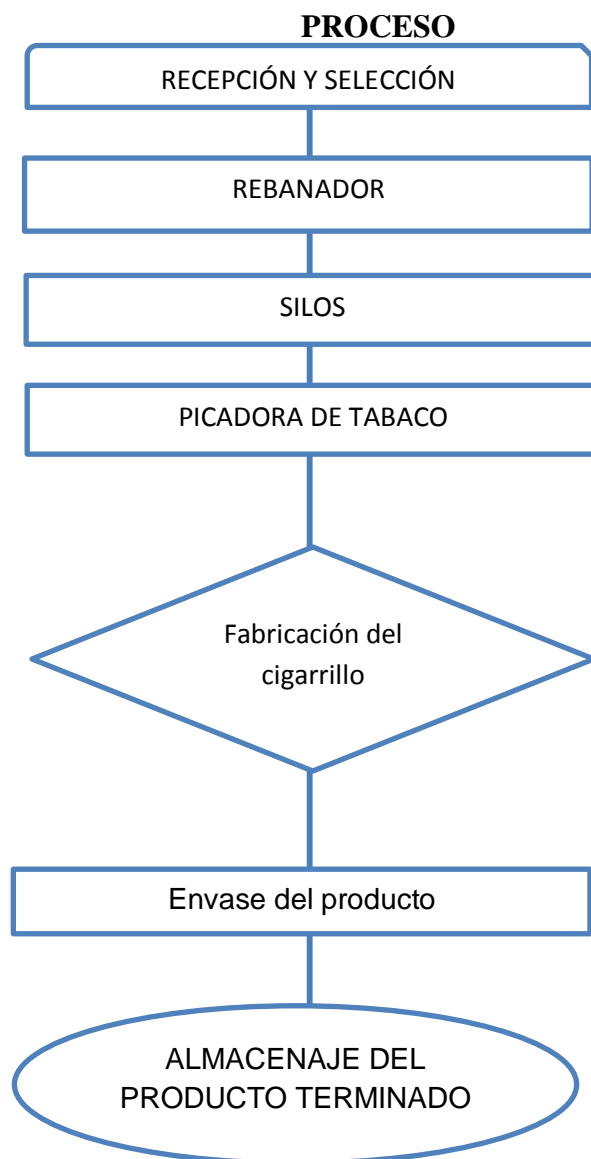 PROCESO
RECEPCIÓN Y SELECCIÓN
REBANADOR
SILOS
PICADORA DE TABACO
Fabricación del
cigarrillo
Envase del producto
ALMACENAJE DEL
PRODUCTO TERMINADO